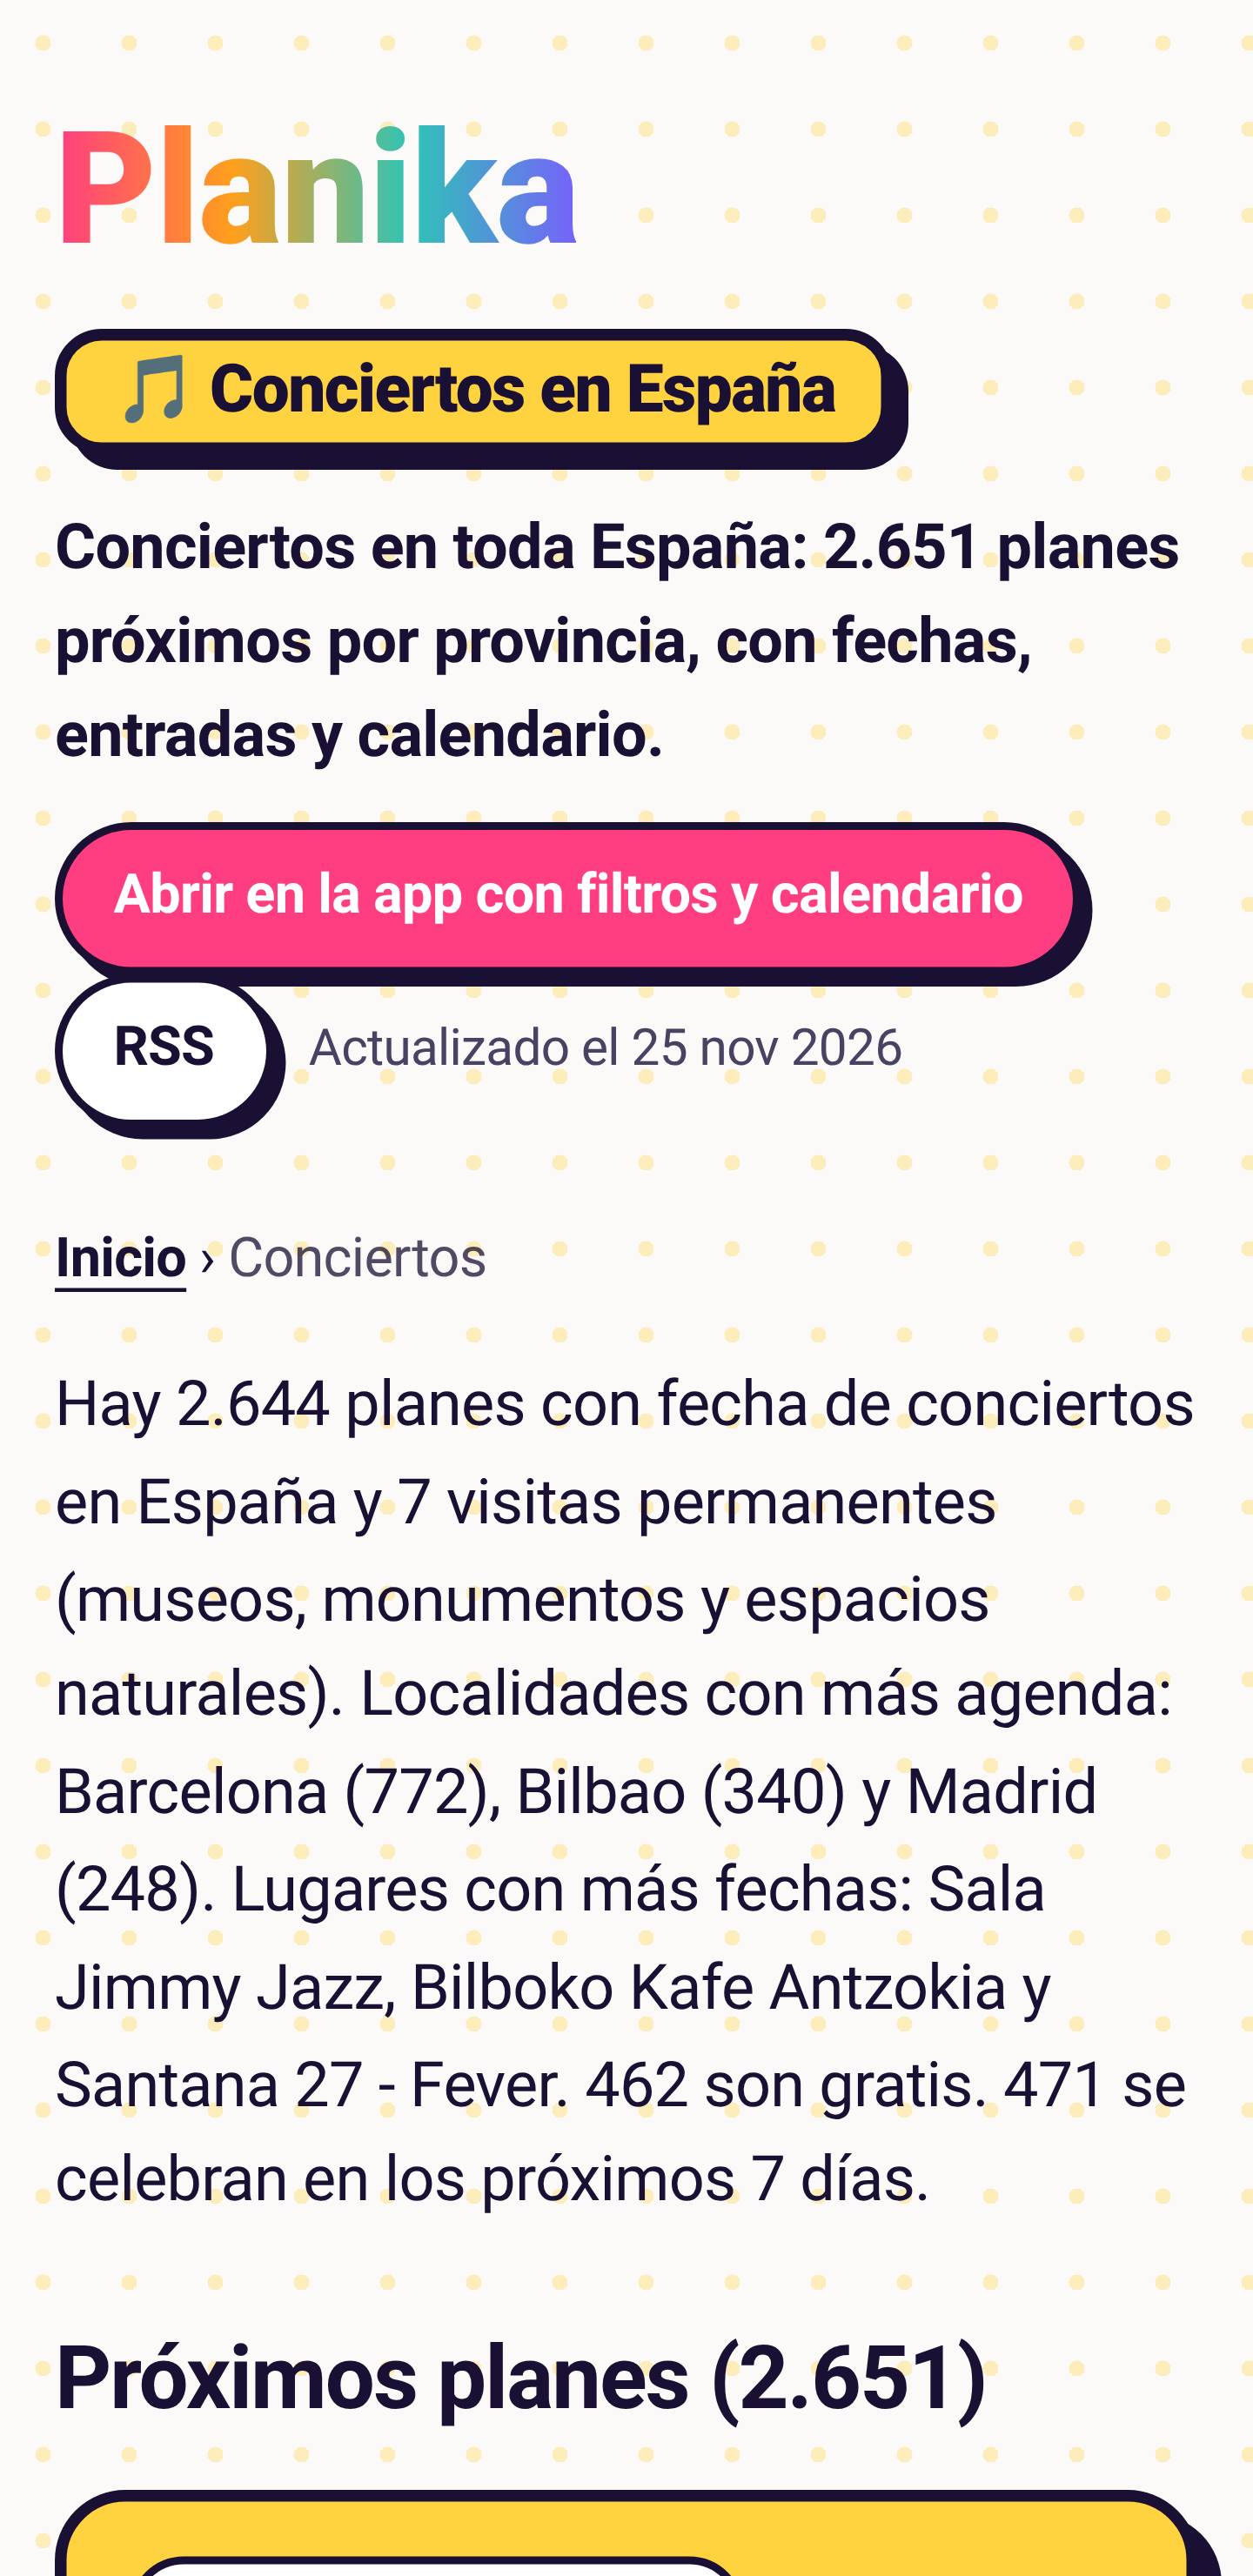 Planika
🎵 Conciertos en España
Conciertos en toda España: 2.651 planes
próximos por provincia, con fechas,
entradas y calendario.
Abrir en la app con filtros y calendario
RSS Actualizado el 25 nov 2026
Inicio › Conciertos
Hay 2.644 planes con fecha de conciertos
en España y 7 visitas permanentes
(museos, monumentos y espacios
naturales). Localidades con más agenda:
Barcelona (772), Bilbao (340) y Madrid
(248). Lugares con más fechas: Sala
Jimmy Jazz, Bilboko Kafe Antzokia y
Santana 27 - Fever. 462 son gratis. 471 se
celebran en los próximos 7 días.
Próximos planes (2.651)